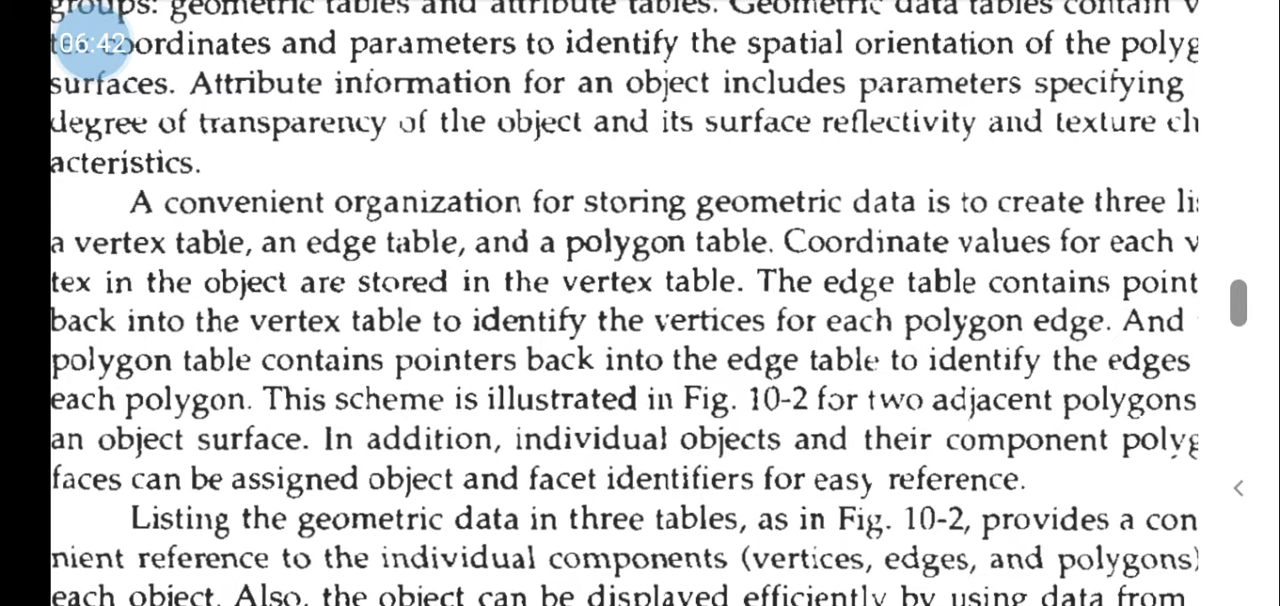 groups: geometric tables and attribute tables. Geometric data tables contain v
06:42
ordinates and parameters to identify the spatial orientation of the polyg
surfaces. Attribute information for an object includes parameters specifying
degree of transparency of the object and its surface reflectivity and texture ch
acteristics.
A convenient organization for storing geometric data is to create three li
a vertex table, an edge table, and a polygon table. Coordinate values for each v
tex in the object are stored in the vertex table. The edge table contains point
back into the vertex table to identify the vertices for each polygon edge. And
polygon table contains pointers back into the edge table to identify the edges
each polygon. This scheme is illustrated in Fig. 10-2 for two adjacent polygons
an object surface. In addition, individual objects and their component polyg
faces can be assigned object and facet identifiers for easy reference.
Listing the geometric data in three tables, as in Fig. 10-2, provides a con
nient reference to the individual components (vertices, edges, and polygons)
each object. Also, the object can be displayed efficiently by using data from